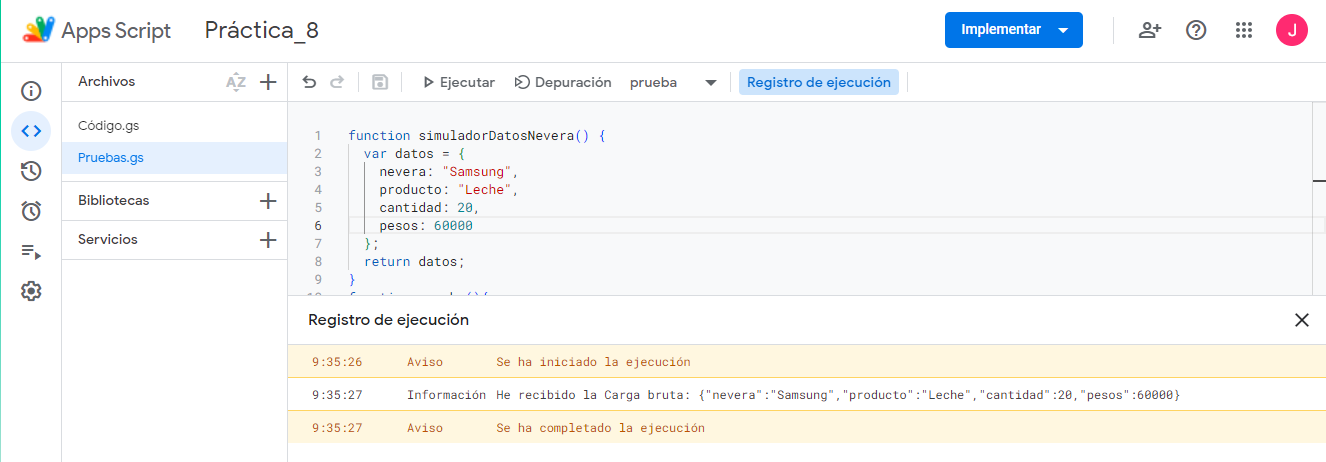 Apps Script Práctica_8 Implementar J
Archivos AZ
Ejecutar Depuración prueba Registro de ejecución
Código.gs
Pruebas.gs
Bibliotecas
Servicios
1 function simuladorDatosNevera() {
2 var datos = {
3 nevera: "Samsung",
4 producto: "Leche",
5 cantidad: 20,
6 pesos: 60000
7 };
8 return datos;
9 }
Registro de ejecución
9:35:26 Aviso Se ha iniciado la ejecución
9:35:27 Información He recibido la Carga bruta: {"nevera":"Samsung","producto":"Leche","cantidad":20,"pesos":60000}
9:35:27 Aviso Se ha completado la ejecución